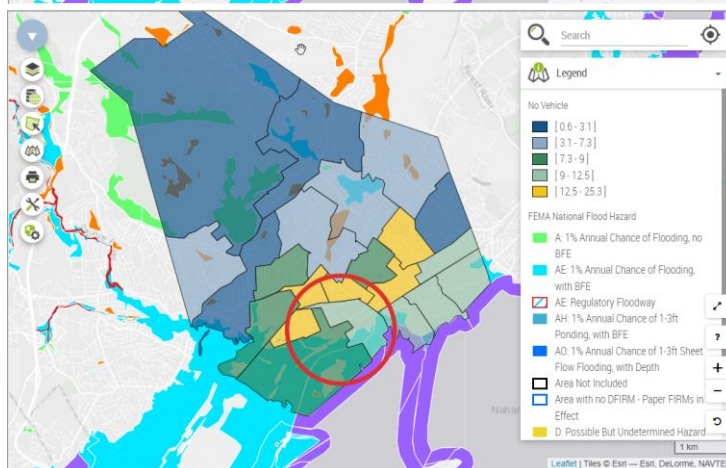 Search
Legend
No Vehicle
[ 0.6 - 3.1 ]
[ 3.1 - 7.3 ]
[ 7.3 - 9 ]
[ 9 - 12.5 ]
[ 12.5 - 25.3 ]
FEMA National Flood Hazard
A: 1% Annual Chance of Flooding, no
BFE
AE: 1% Annual Chance of Flooding,
with BFE
AE: Regulatory Floodway
AH: 1% Annual Chance of 1-3ft
Ponding, with BFE
AO: 1% Annual Chance of 1-3ft Sheet
Flow Flooding, with Depth
Area Not Included
Area with no DFIRM - Paper FIRMs in
Effect
D: Possible But Undetermined Hazard
?
+
−
1 km
Leaflet | Tiles © Esri — Esri, DeLorme, NAVTE